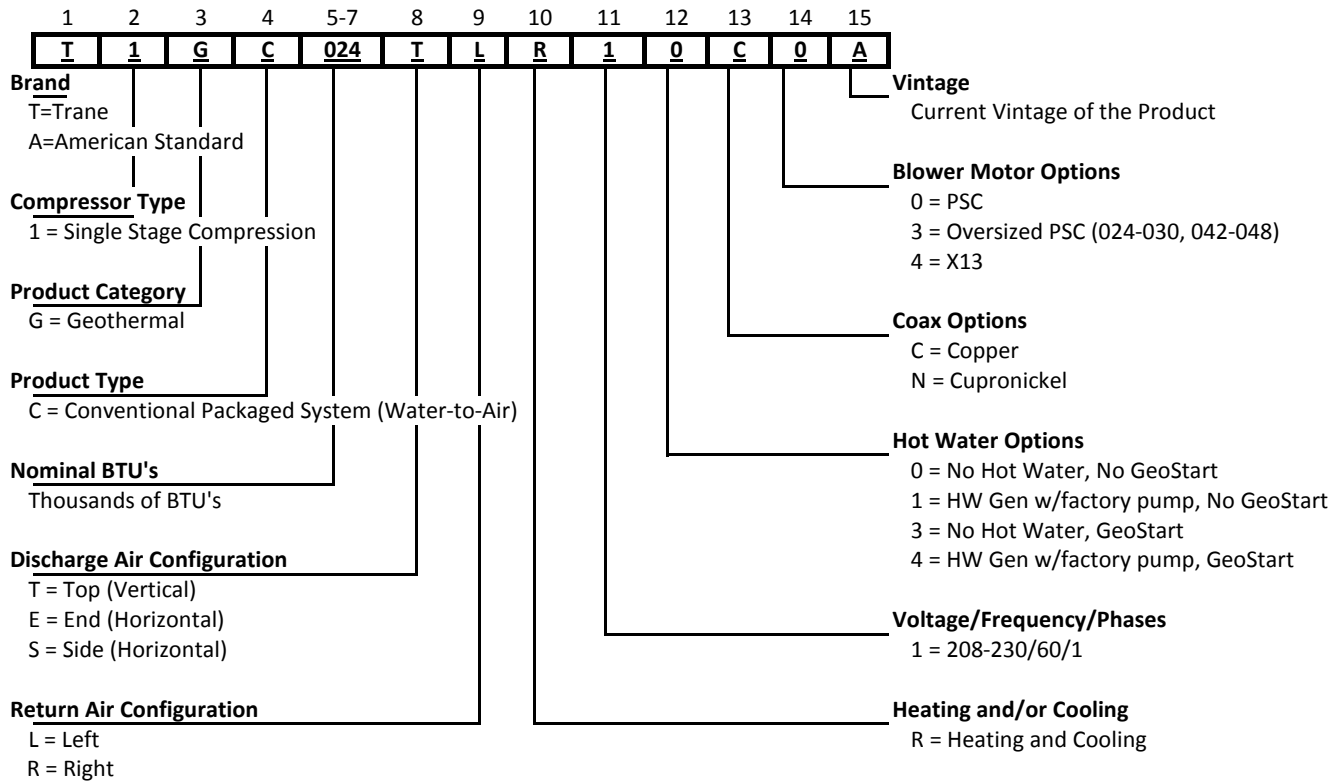 1 2 3 4 5-7 8 9 10 11 12 13 14 15
T 1 G C 024 T L R 1 0 C 0 A
Brand
T=Trane
A=American Standard
Compressor Type
1 = Single Stage Compression
Product Category
G = Geothermal
Product Type
C = Conventional Packaged System (Water-to-Air)
Nominal BTU's
Thousands of BTU's
Discharge Air Configuration
T = Top (Vertical)
E = End (Horizontal)
S = Side (Horizontal)
Return Air Configuration
L = Left
R = Right
Vintage
Current Vintage of the Product
Blower Motor Options
0 = PSC
3 = Oversized PSC (024-030, 042-048)
4 = X13
Coax Options
C = Copper
N = Cupronickel
Hot Water Options
0 = No Hot Water, No GeoStart
1 = HW Gen w/factory pump, No GeoStart
3 = No Hot Water, GeoStart
4 = HW Gen w/factory pump, GeoStart
Voltage/Frequency/Phases
1 = 208-230/60/1
Heating and/or Cooling
R = Heating and Cooling